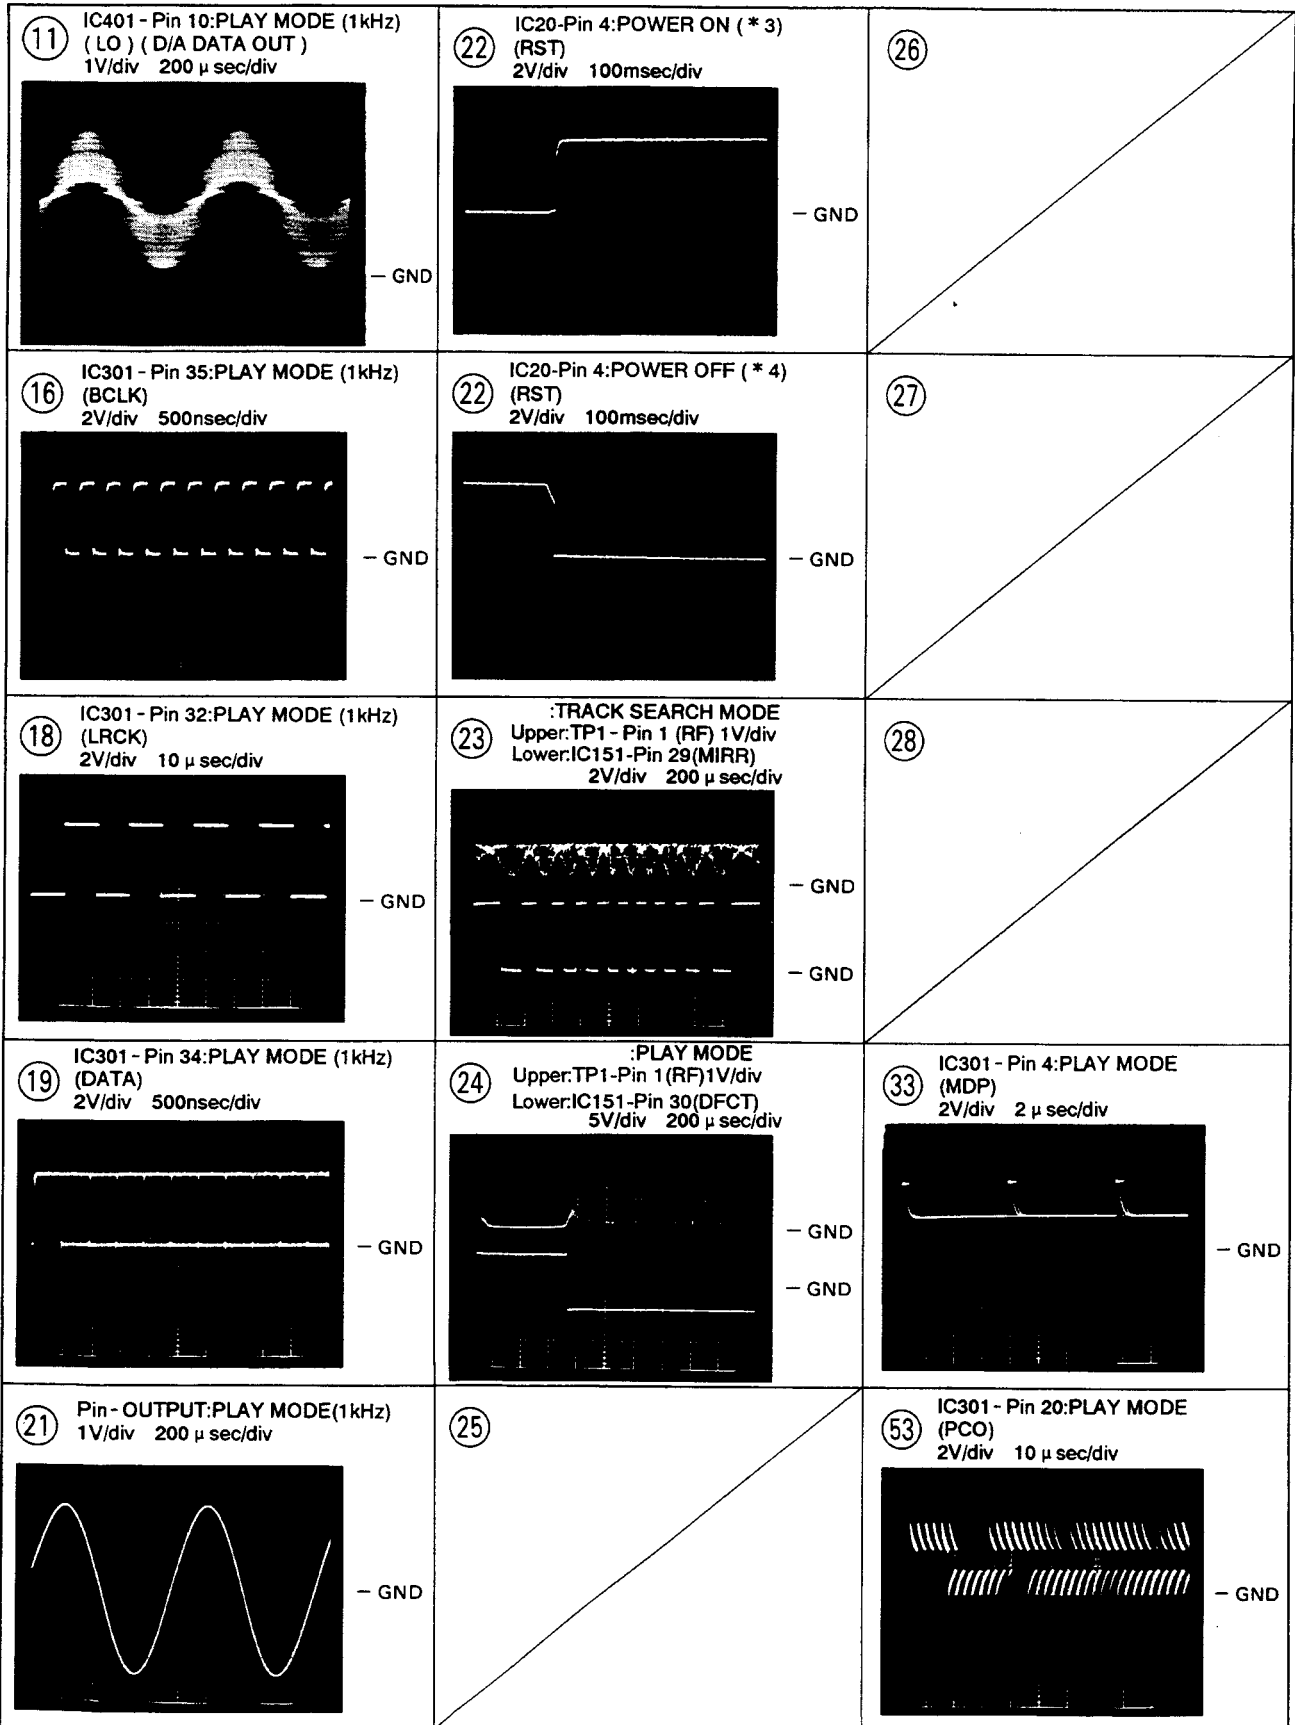 11
IC401 - Pin 10:PLAY MODE (1kHz)
( LO ) ( D/A DATA OUT )
1V/div 200 μ sec/div
– GND
22
IC20-Pin 4:POWER ON ( * 3)
(RST)
2V/div 100msec/div
– GND
26
16
IC301 - Pin 35:PLAY MODE (1kHz)
(BCLK)
2V/div 500nsec/div
– GND
22
IC20-Pin 4:POWER OFF ( * 4)
(RST)
2V/div 100msec/div
– GND
27
18
IC301 - Pin 32:PLAY MODE (1kHz)
(LRCK)
2V/div 10 μ sec/div
– GND
23
:TRACK SEARCH MODE
Upper:TP1 - Pin 1 (RF) 1V/div
Lower:IC151-Pin 29(MIRR)
2V/div 200 μ sec/div
– GND
– GND
28
19
IC301 - Pin 34:PLAY MODE (1kHz)
(DATA)
2V/div 500nsec/div
– GND
24
:PLAY MODE
Upper:TP1-Pin 1(RF)1V/div
Lower:IC151-Pin 30(DFCT)
5V/div 200 μ sec/div
– GND
– GND
33
IC301 - Pin 4:PLAY MODE
(MDP)
2V/div 2 μ sec/div
– GND
21
Pin - OUTPUT:PLAY MODE(1kHz)
1V/div 200 μ sec/div
– GND
25
53
IC301 - Pin 20:PLAY MODE
(PCO)
2V/div 10 μ sec/div
– GND